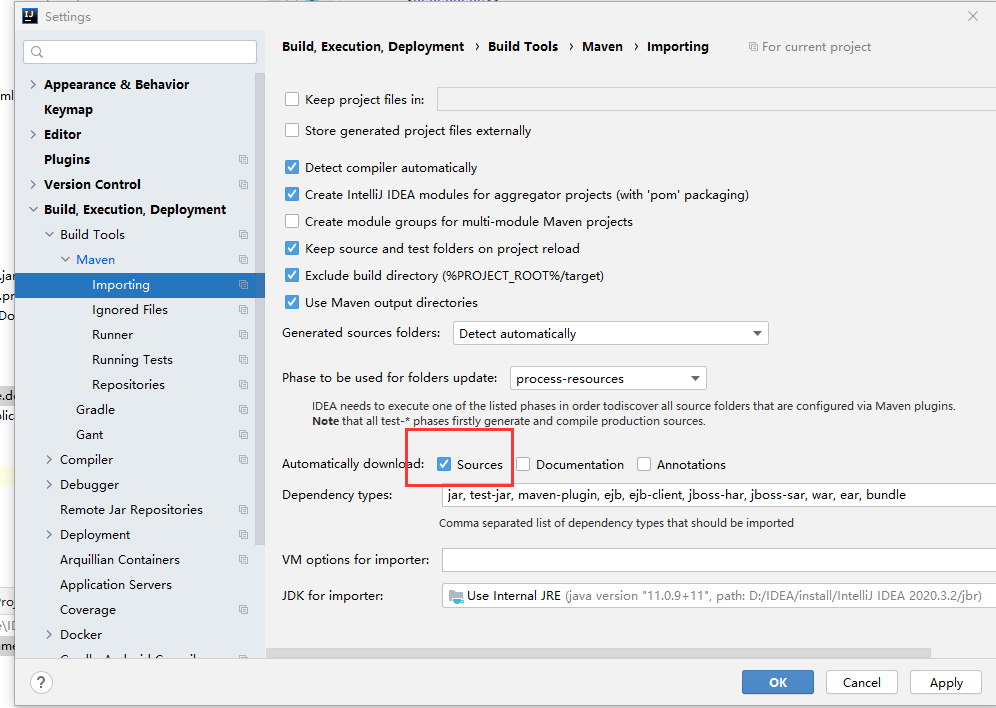 Settings
Build, Execution, Deployment › Build Tools › Maven › Importing
For current project
Appearance & Behavior
Keymap
Editor
Plugins
Version Control
Build, Execution, Deployment
Build Tools
Maven
Importing
Ignored Files
Runner
Running Tests
Repositories
Gradle
Gant
Compiler
Debugger
Remote Jar Repositories
Deployment
Arquillian Containers
Application Servers
Coverage
Docker
Keep project files in:
Store generated project files externally
Detect compiler automatically
Create IntelliJ IDEA modules for aggregator projects (with 'pom' packaging)
Create module groups for multi-module Maven projects
Keep source and test folders on project reload
Exclude build directory (%PROJECT_ROOT%/target)
Use Maven output directories
Generated sources folders: Detect automatically
Phase to be used for folders update: process-resources
IDEA needs to execute one of the listed phases in order todiscover all source folders that are configured via Maven plugins.
Note that all test-* phases firstly generate and compile production sources.
Automatically download: Sources Documentation Annotations
Dependency types: jar, test-jar, maven-plugin, ejb, ejb-client, jboss-har, jboss-sar, war, ear, bundle
Comma separated list of dependency types that should be imported
VM options for importer:
JDK for importer: Use Internal JRE (java version "11.0.9+11", path: D:/IDEA/install/IntelliJ IDEA 2020.3.2/jbr)
?
OK
Cancel
Apply